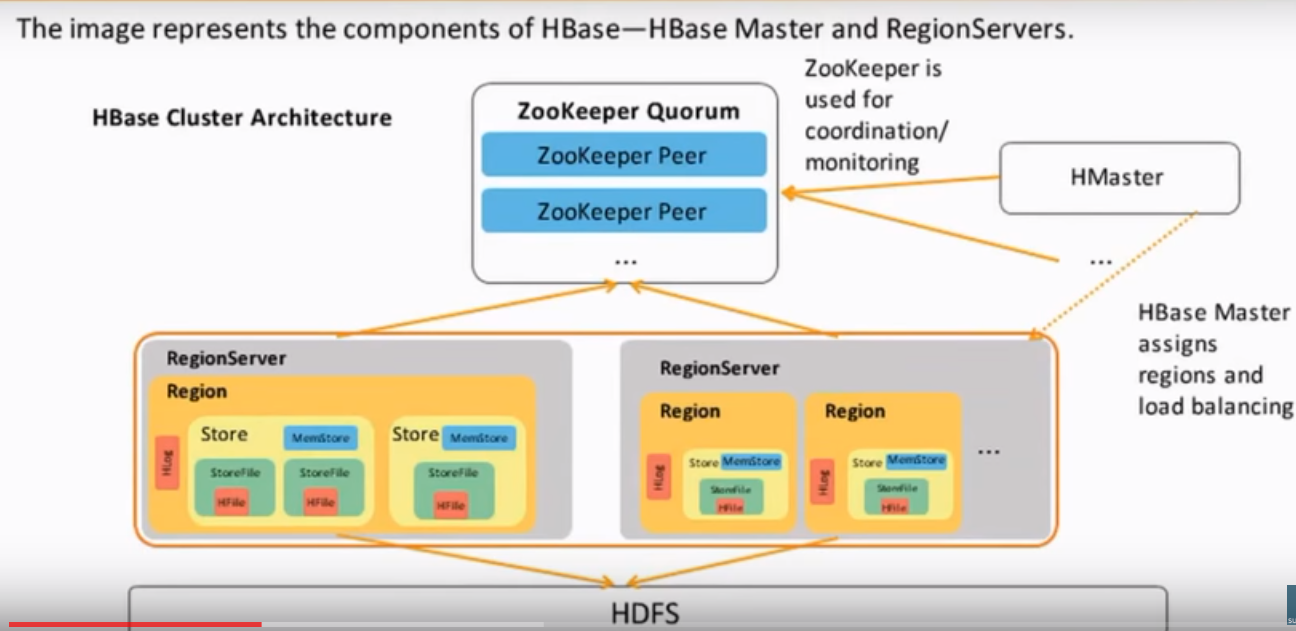 The image represents the components of HBase—HBase Master and RegionServers.
HBase Cluster Architecture
ZooKeeper Quorum
ZooKeeper Peer
ZooKeeper Peer
...
ZooKeeper is
used for
coordination/
monitoring
HMaster
...
HBase Master
assigns
regions and
load balancing
RegionServer
Region
HLog
Store
MemStore
StoreFile
HFile
StoreFile
HFile
Store
MemStore
StoreFile
HFile
RegionServer
Region
HLog
Store
MemStore
StoreFile
HFile
Region
HLog
Store
MemStore
StoreFile
HFile
...
HDFS